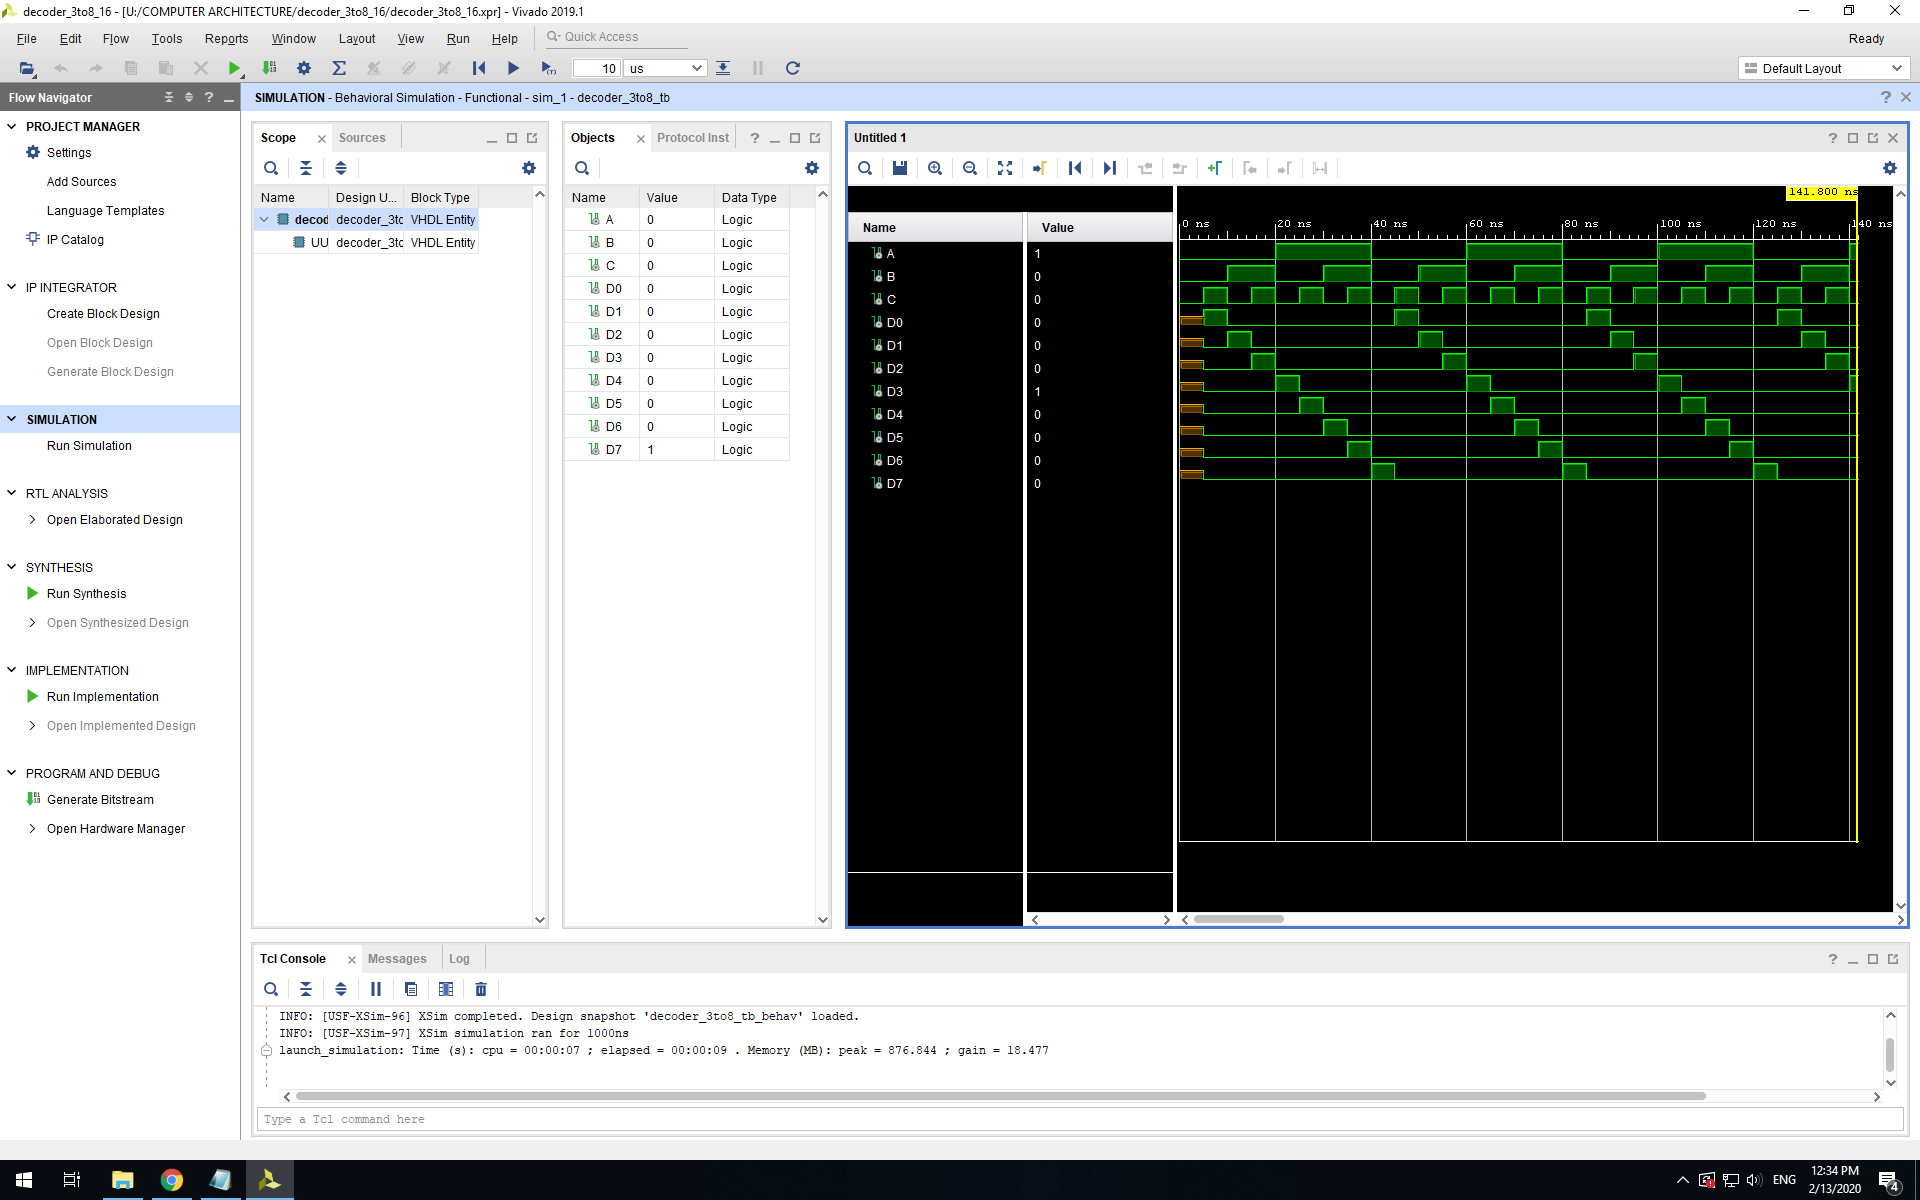 decoder_3to8_16 - [U:/COMPUTER ARCHITECTURE/decoder_3to8_16/decoder_3to8_16.xpr] - Vivado 2019.1
File Edit Flow Tools Reports Window Layout View Run Help Quick Access Ready
10 us Default Layout
Flow Navigator
PROJECT MANAGER
Settings
Add Sources
Language Templates
IP Catalog
IP INTEGRATOR
Create Block Design
Open Block Design
Generate Block Design
SIMULATION
Run Simulation
RTL ANALYSIS
Open Elaborated Design
SYNTHESIS
Run Synthesis
Open Synthesized Design
IMPLEMENTATION
Run Implementation
Open Implemented Design
PROGRAM AND DEBUG
Generate Bitstream
Open Hardware Manager
SIMULATION - Behavioral Simulation - Functional - sim_1 - decoder_3to8_tb
Scope Sources
Name Design U... Block Type
decod decoder_3to VHDL Entity
UU decoder_3to VHDL Entity
Objects Protocol Inst
Name Value Data Type
A 0 Logic
B 0 Logic
C 0 Logic
D0 0 Logic
D1 0 Logic
D2 0 Logic
D3 0 Logic
D4 0 Logic
D5 0 Logic
D6 0 Logic
D7 1 Logic
Untitled 1
141.800 ns
Name Value
0 ns 20 ns 40 ns 60 ns 80 ns 100 ns 120 ns 140 ns
A 1
B 0
C 0
D0 0
D1 0
D2 0
D3 1
D4 0
D5 0
D6 0
D7 0
Tcl Console Messages Log
INFO: [USF-XSim-96] XSim completed. Design snapshot 'decoder_3to8_tb_behav' loaded.
INFO: [USF-XSim-97] XSim simulation ran for 1000ns
launch_simulation: Time (s): cpu = 00:00:07 ; elapsed = 00:00:09 . Memory (MB): peak = 876.844 ; gain = 18.477
Type a Tcl command here
ENG
12:34 PM
2/13/2020
4